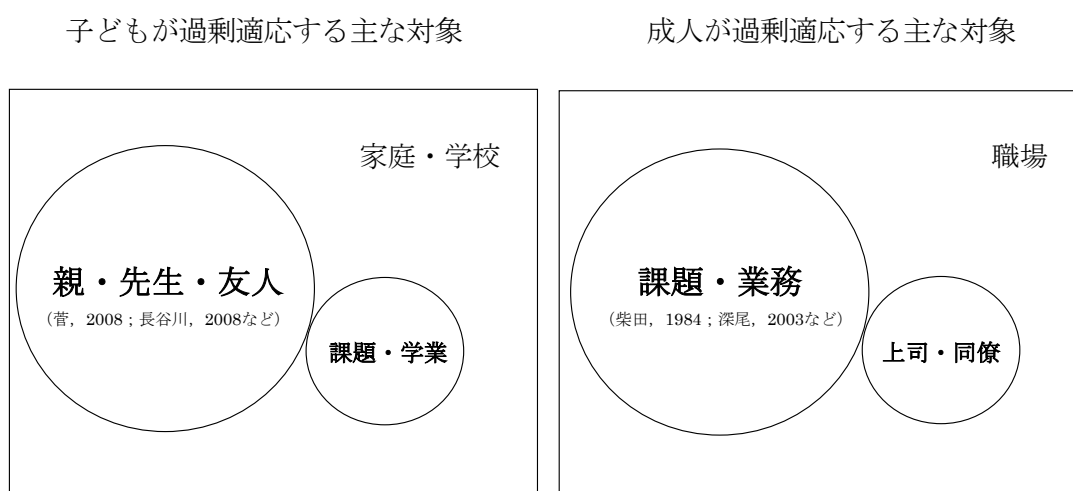 子どもが過剰適応する主な対象
家庭・学校
親・先生・友人
(菅，2008；長谷川，2008など)
課題・学業
成人が過剰適応する主な対象
職場
課題・業務
(柴田，1984；深尾，2003など)
上司・同僚